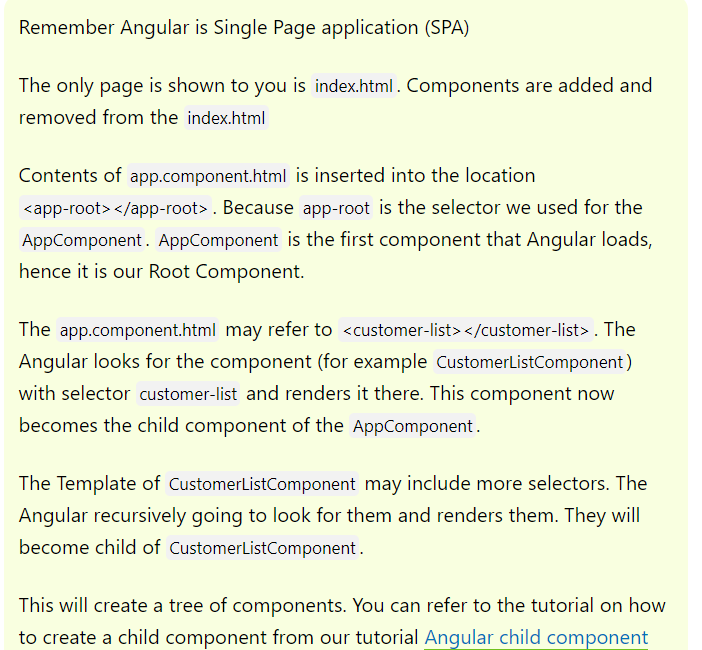 Remember Angular is Single Page application (SPA)
The only page is shown to you is index.html. Components are added and
removed from the index.html
Contents of app.component.html is inserted into the location
<app-root></app-root>. Because app-root is the selector we used for the
AppComponent. AppComponent is the first component that Angular loads,
hence it is our Root Component.
The app.component.html may refer to <customer-list></customer-list>. The
Angular looks for the component (for example CustomerListComponent)
with selector customer-list and renders it there. This component now
becomes the child component of the AppComponent.
The Template of CustomerListComponent may include more selectors. The
Angular recursively going to look for them and renders them. They will
become child of CustomerListComponent.
This will create a tree of components. You can refer to the tutorial on how
to create a child component from our tutorial Angular child component